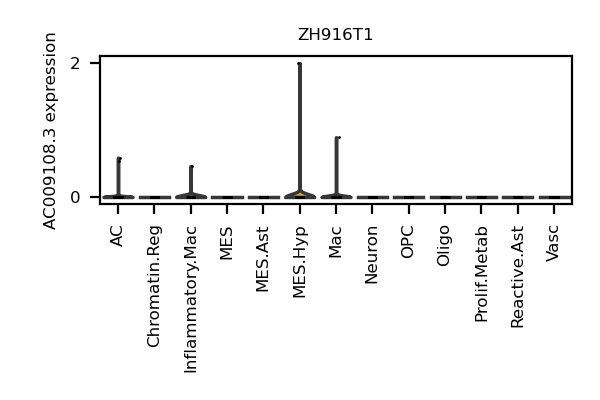 ZH916T1
AC009108.3 expression
2
0
AC
Chromatin.Reg
Inflammatory.Mac
MES
MES.Ast
MES.Hyp
Mac
Neuron
OPC
Oligo
Prolif.Metab
Reactive.Ast
Vasc